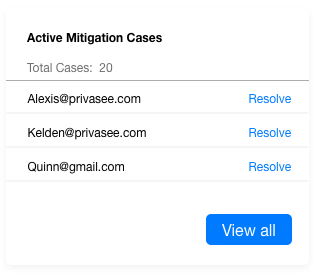 Active Mitigation Cases
Total Cases: 20
Alexis@privasee.com Resolve
Kelden@privasee.com Resolve
Quinn@gmail.com Resolve
View all